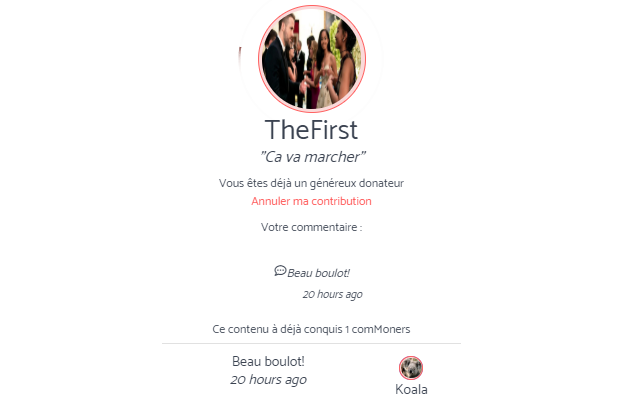 TheFirst
"Ca va marcher"
Vous êtes déjà un généreux donateur
Annuler ma contribution
Votre commentaire :
Beau boulot!
20 hours ago
Ce contenu à déjà conquis 1 comMoners
Beau boulot!
20 hours ago
Koala